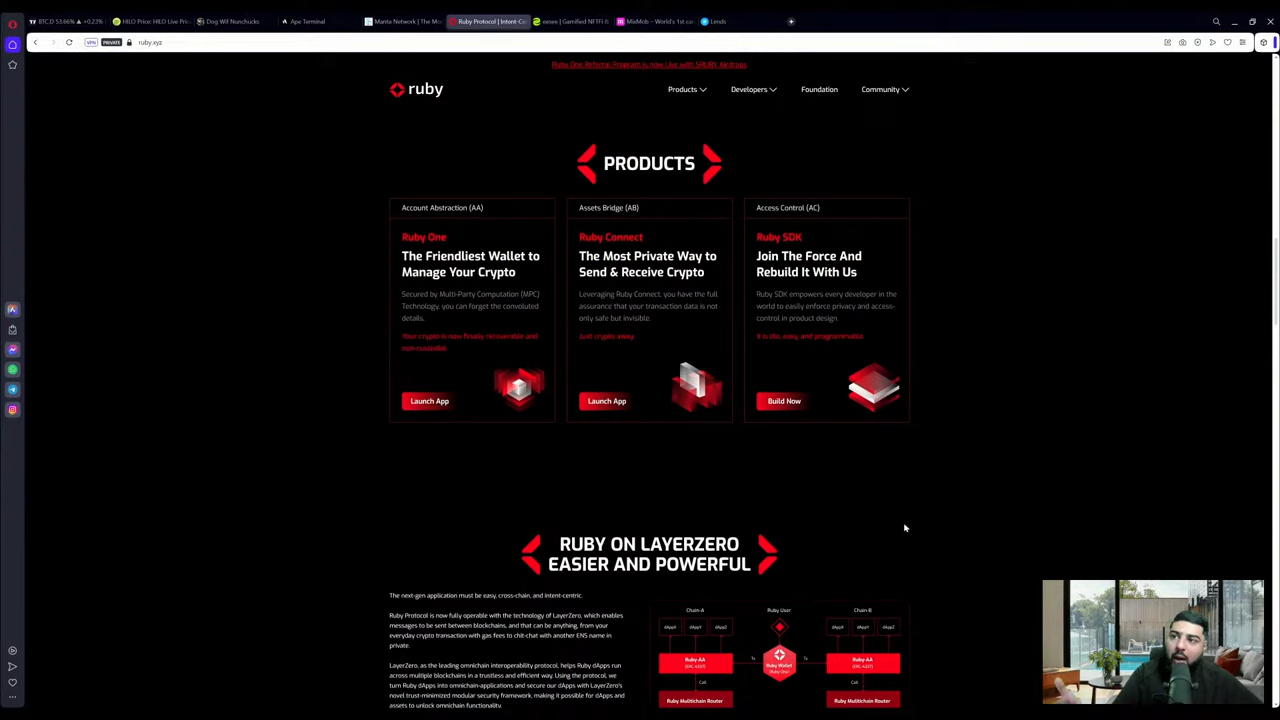 BTC.D 53.66% ▲ +0.23%
HILO Price: HILO Live Pric
Dog Wif Nunchucks
Ape Terminal
Manta Network | The Mo
Ruby Protocol | Intent-Ce
eesee | Gamified NFTFi &
MixMob – World's 1st ca
Lends
VPN PRIVATE ruby.xyz
Ruby One Referral Program is now Live with $RUBY Airdrops
ruby
Products
Developers
Foundation
Community
PRODUCTS
Account Abstraction (AA)
Ruby One
The Friendliest Wallet to
Manage Your Crypto
Secured by Multi-Party Computation (MPC)
Technology, you can forget the convoluted
details.
Your crypto is now finally recoverable and
non-custodial.
Launch App
Assets Bridge (AB)
Ruby Connect
The Most Private Way to
Send & Receive Crypto
Leveraging Ruby Connect, you have the full
assurance that your transaction data is not
only safe but invisible.
Just crypto away.
Launch App
Access Control (AC)
Ruby SDK
Join The Force And
Rebuild It With Us
Ruby SDK empowers every developer in the
world to easily enforce privacy and access-
control in product design.
It is lite, easy, and programmable.
Build Now
RUBY ON LAYERZERO
EASIER AND POWERFUL
The next-gen application must be easy, cross-chain, and intent-centric.
Ruby Protocol is now fully operable with the technology of LayerZero, which enables
messages to be sent between blockchains, and that can be anything, from your
everyday crypto transaction with gas fees to chit-chat with another ENS name in
private.
LayerZero, as the leading omnichain interoperability protocol, helps Ruby dApps run
across multiple blockchains in a trustless and efficient way. Using the protocol, we
turn Ruby dApps into omnichain-applications and secure our dApps with LayerZero's
novel trust-minimized modular security framework, making it possible for dApps and
assets to unlock omnichain functionality.
Chain-A
Ruby User
Chain-B
dAppX
dAppY
dAppZ
dAppX
dAppY
dAppZ
Ruby-AA
(ERC-4337)
Tx
Ruby Wallet
(Ruby One)
Tx
Ruby-AA
(ERC-4337)
Call
Call
Ruby Multichain Router
Ruby Multichain Router